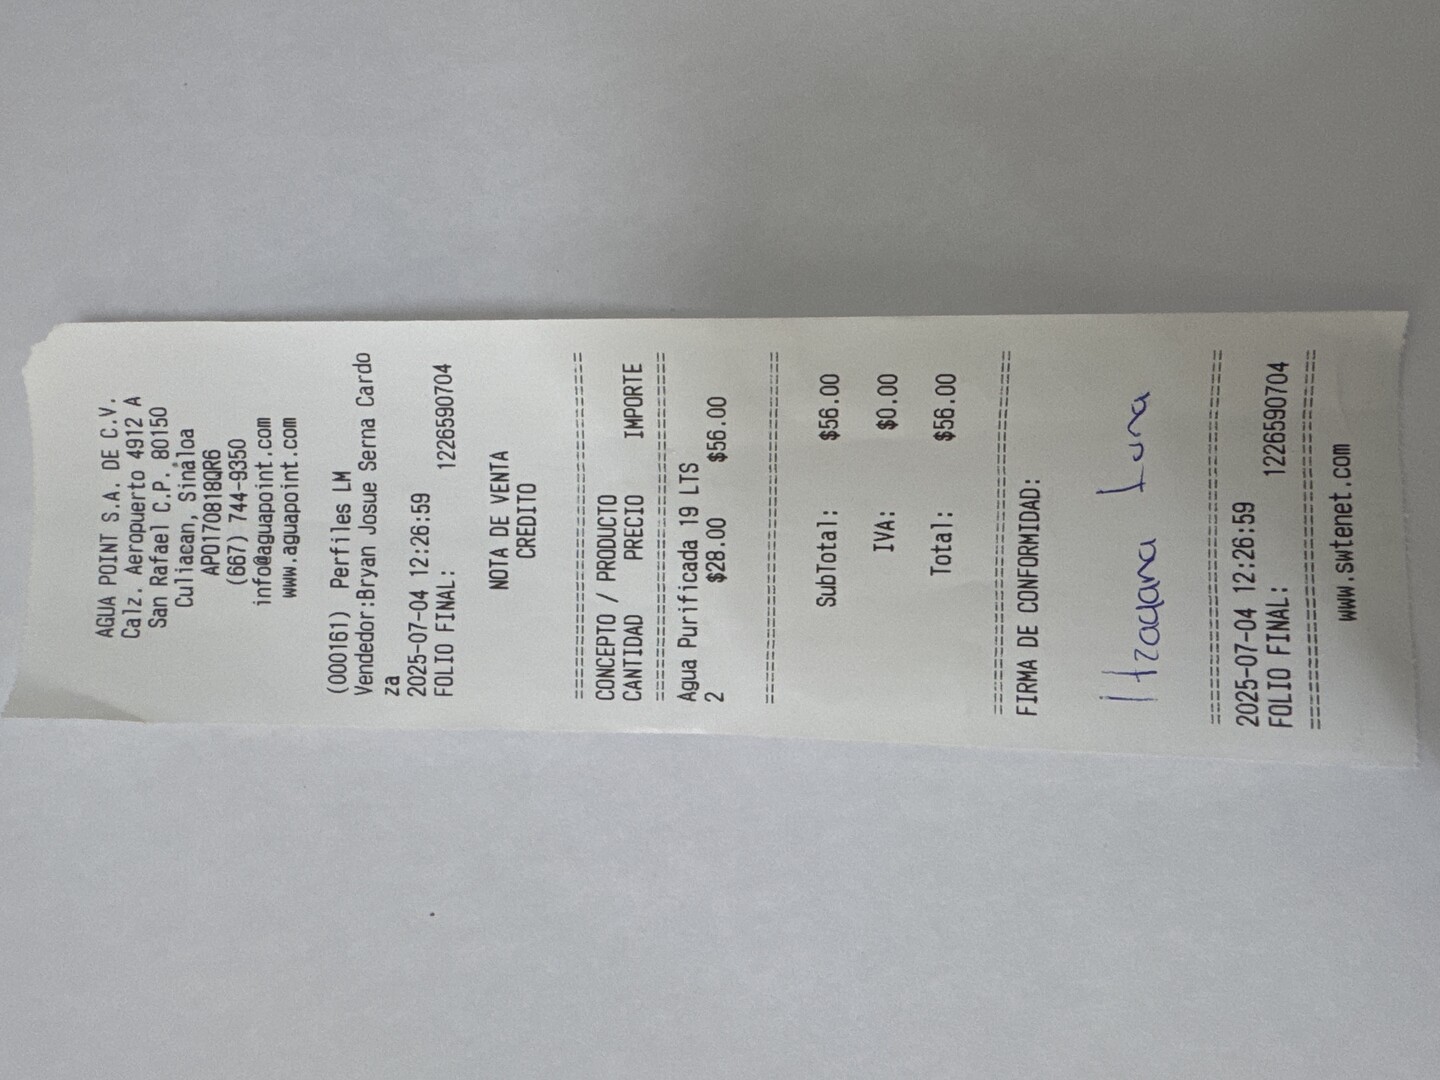 AGUA POINT S.A. DE C.V.
Calz. Aeropuerto 4912 A
San Rafael C.P. 80150
Culiacan, Sinaloa
APO170818QR6
(667) 744-9350
info@aguapoint.com
www.aguapoint.com
(000161) Perfiles LM
Vendedor:Bryan Josue Serna Cardo
za
2025-07-04 12:26:59
FOLIO FINAL: 1226590704
NOTA DE VENTA
CREDITO
================================
CONCEPTO / PRODUCTO
CANTIDAD PRECIO IMPORTE
================================
Agua Purificada 19 LTS
2 $28.00 $56.00
================================
SubTotal: $56.00
IVA: $0.00
Total: $56.00
================================
FIRMA DE CONFORMIDAD:
Itzayana Luna
================================
2025-07-04 12:26:59
FOLIO FINAL: 1226590704
================================
www.swtenet.com